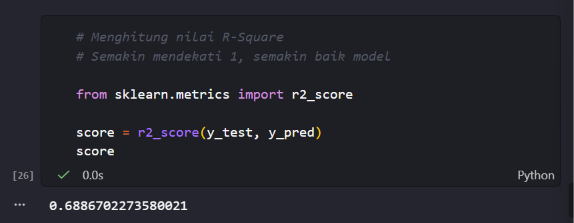 # Menghitung nilai R-Square
# Semakin mendekati 1, semakin baik model
from sklearn.metrics import r2_score
score = r2_score(y_test, y_pred)
score
[26] ✓ 0.0s Python
... 0.6886702273580021